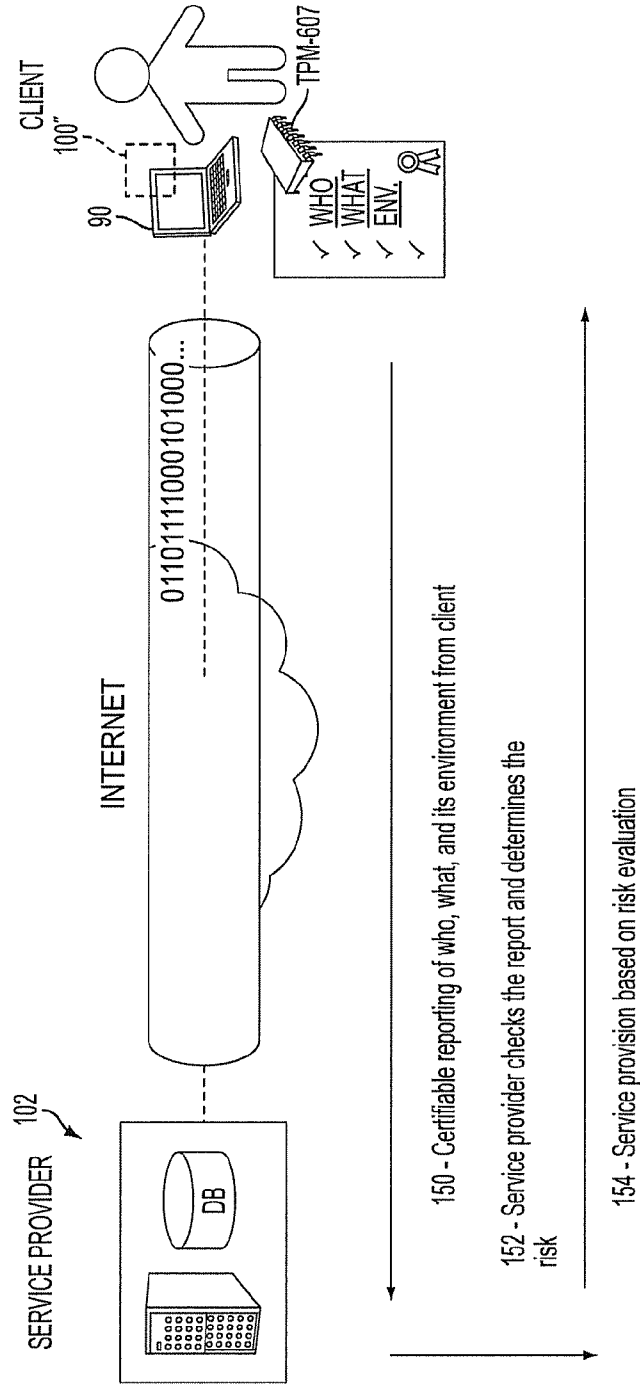 SERVICE PROVIDER
102
DB
INTERNET
01101111000101000...
CLIENT
100"
90
TPM-607
WHO
WHAT
ENV.
150 - Certifiable reporting of who, what, and its environment from client
152 - Service provider checks the report and determines the
risk
154 - Service provision based on risk evaluation